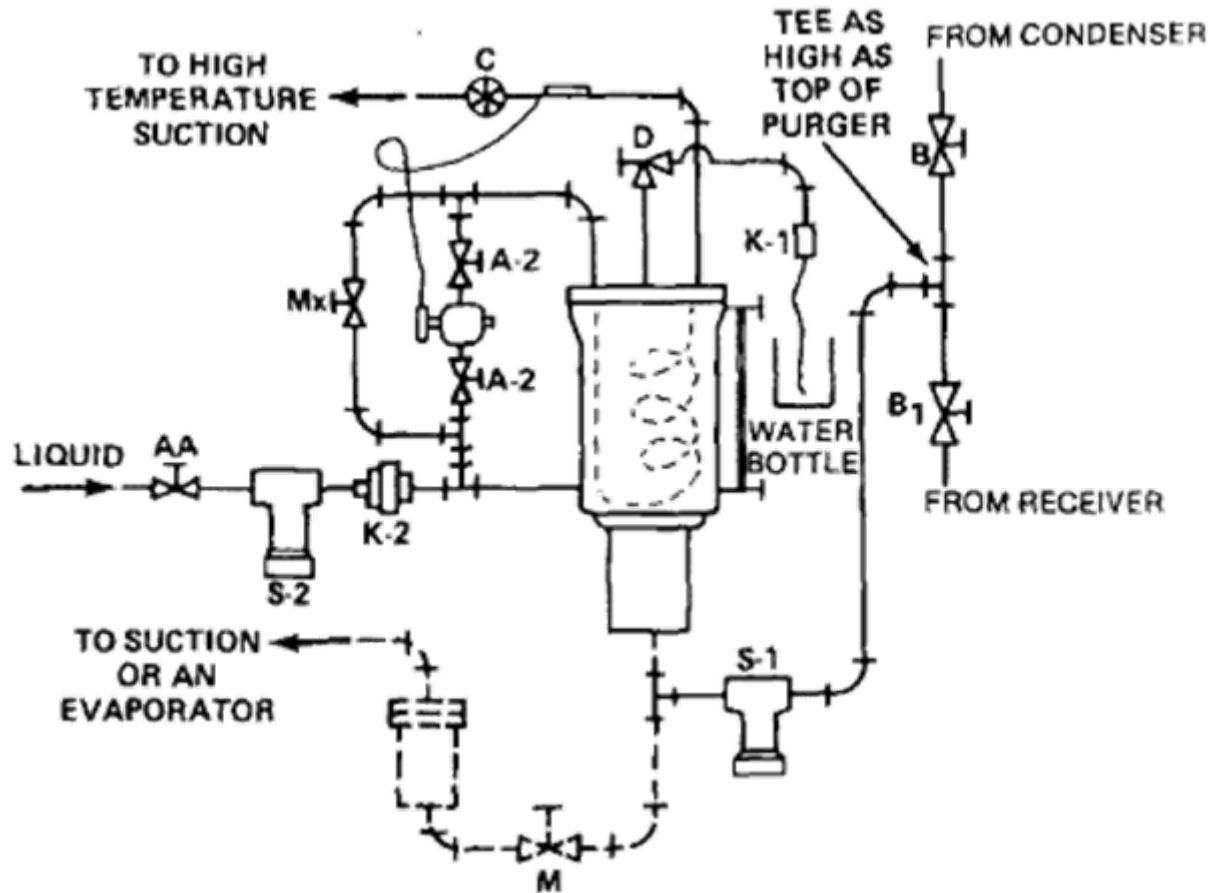 TO HIGH
TEMPERATURE
SUCTION
C
TEE AS
HIGH AS
TOP OF
PURGER
FROM CONDENSER
B
D
K-1
A-2
Mx
A-2
B1
WATER
BOTTLE
FROM RECEIVER
LIQUID
AA
K-2
S-2
TO SUCTION
OR AN
EVAPORATOR
S-1
M